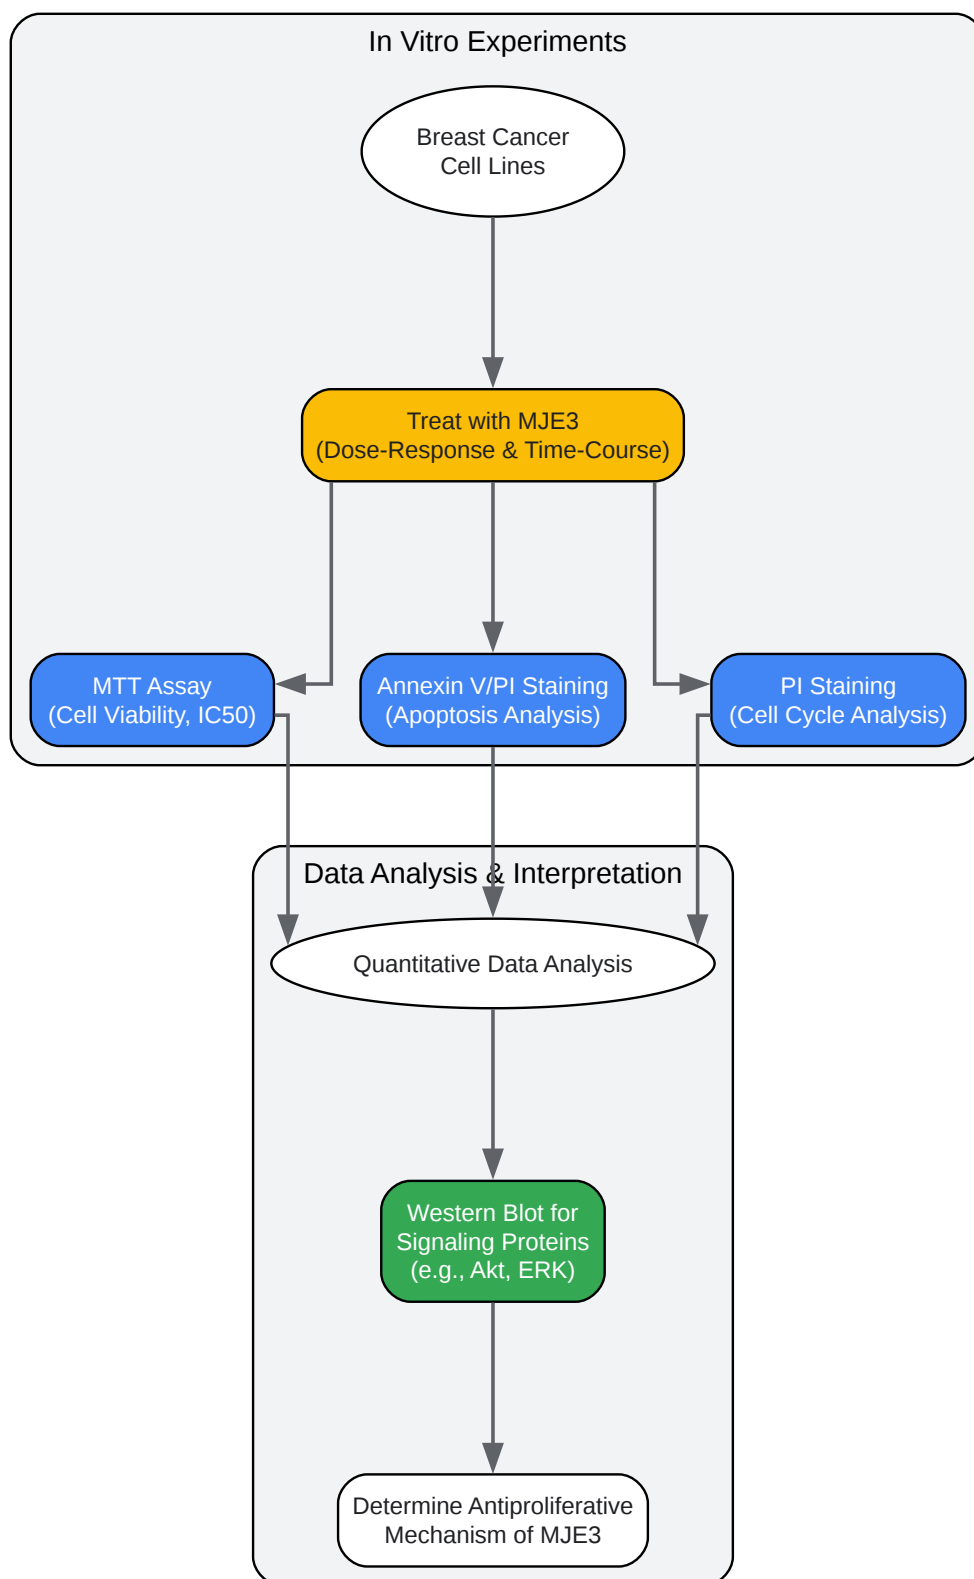 In Vitro Experiments
Breast Cancer
Cell Lines
Treat with MJE3
(Dose-Response & Time-Course)
MTT Assay
(Cell Viability, IC50)
Annexin V/PI Staining
(Apoptosis Analysis)
PI Staining
(Cell Cycle Analysis)
Data Analysis & Interpretation
Quantitative Data Analysis
Western Blot for
Signaling Proteins
(e.g., Akt, ERK)
Determine Antiproliferative
Mechanism of MJE3